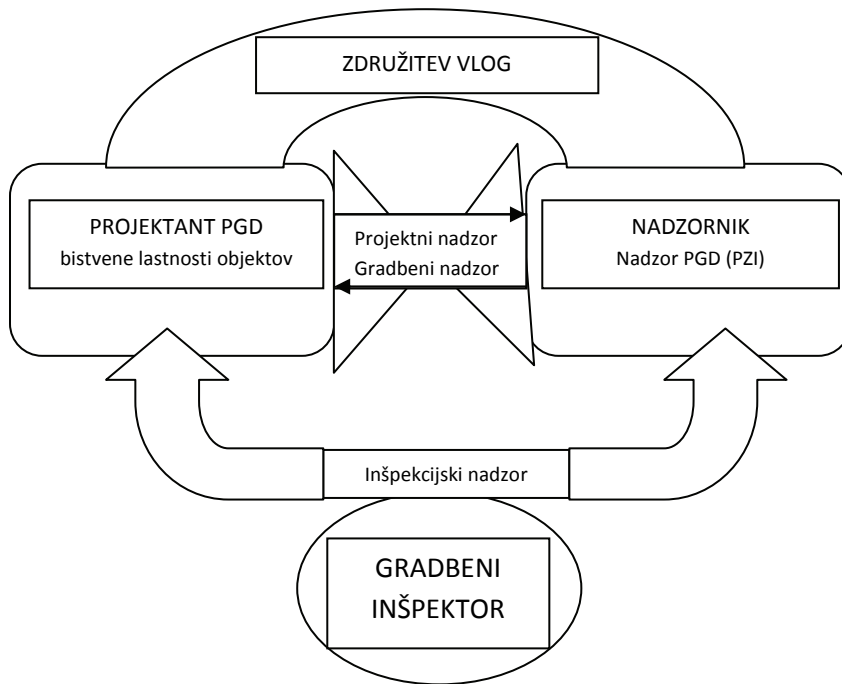 ZDRUŽITEV VLOG
PROJEKTANT PGD
bistvene lastnosti objektov
Projektni nadzor
Gradbeni nadzor
NADZORNIK
Nadzor PGD (PZI)
Inšpekcijski nadzor
GRADBENI
INŠPEKTOR